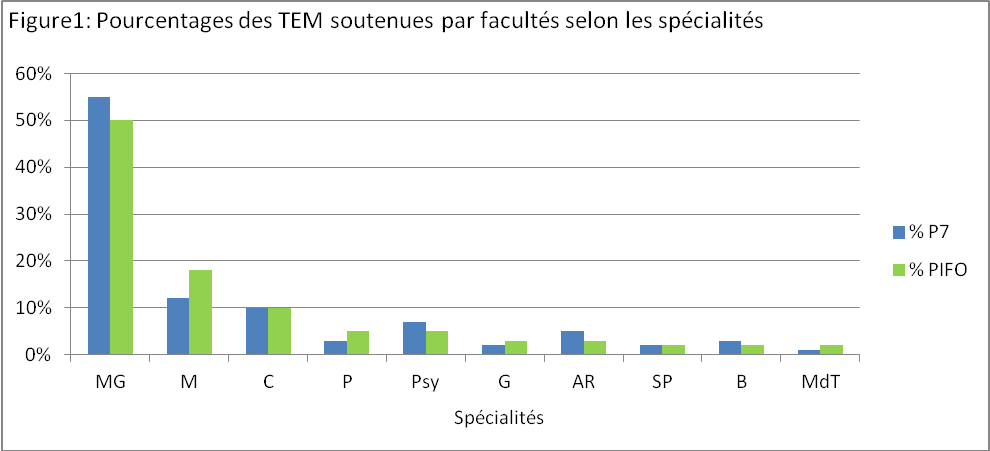 Figure1: Pourcentages des TEM soutenues par facultés selon les spécialités
60%
50%
40%
30%
20%
10%
0%
MG M C P Psy G AR SP B MdT
Spécialités
% P7
% PIFO